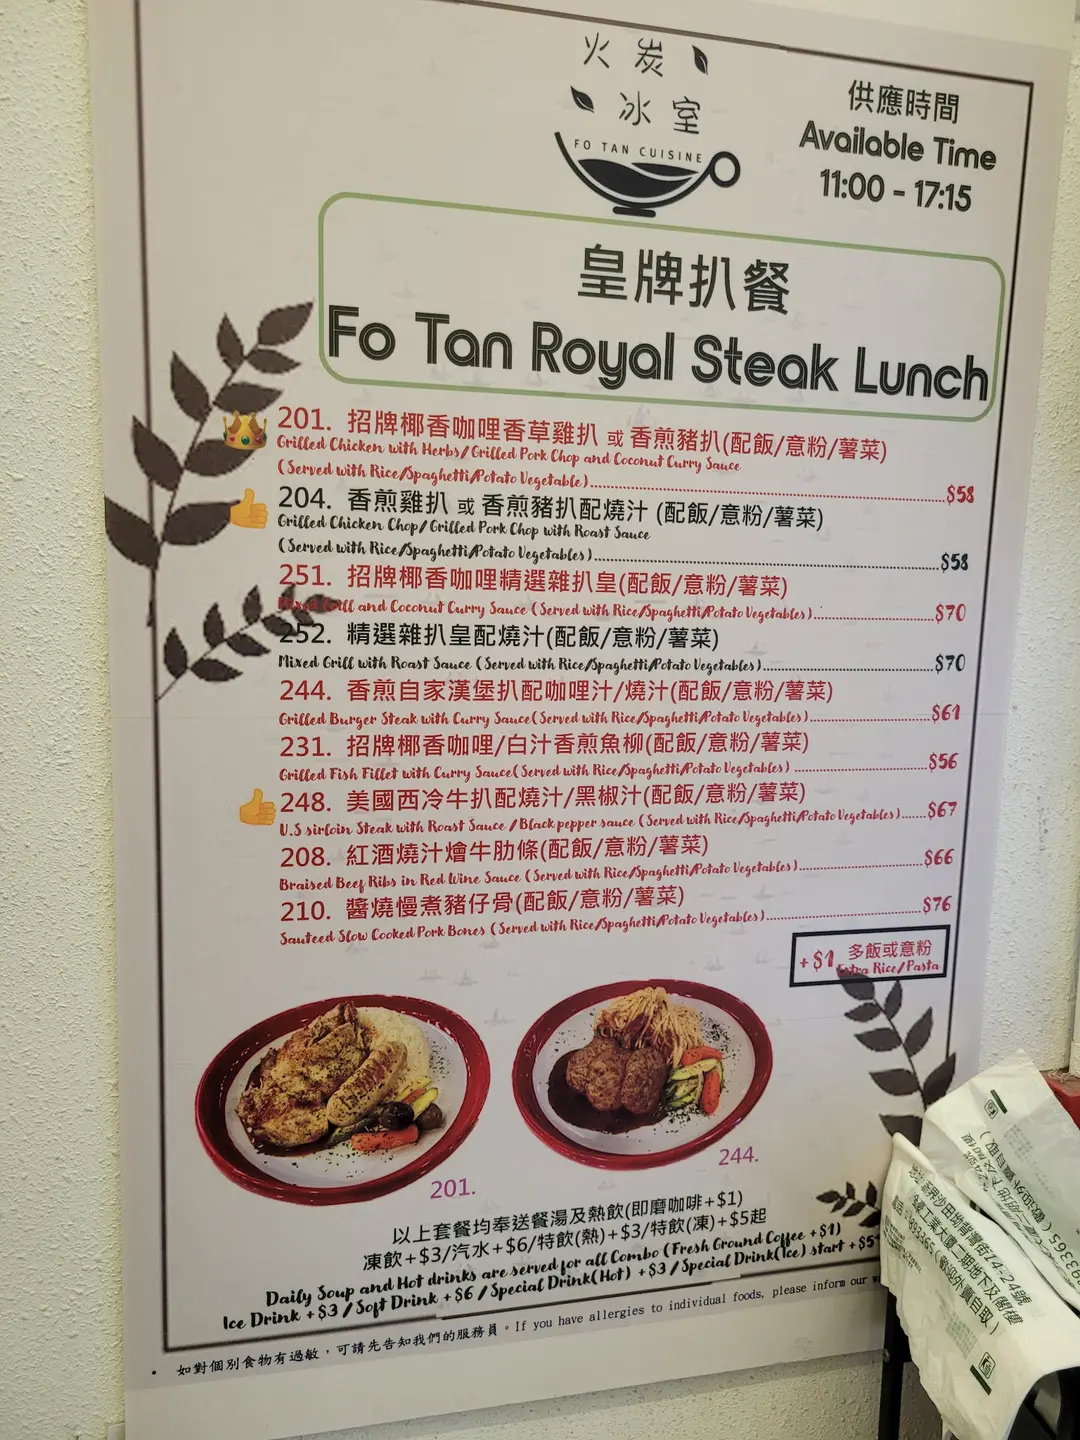 火炭
冰室
FO TAN CUISINE
供應時間
Available Time
11:00 - 17:15
皇牌扒餐
Fo Tan Royal Steak Lunch
201. 招牌椰香咖哩香草雞扒 或 香煎豬扒(配飯/意粉/薯菜)
Grilled Chicken with Herbs/Grilled Pork Chop and Coconut Curry Sauce
(Served with Rice/Spaghetti/Potato Vegetable) $58
204. 香煎雞扒 或 香煎豬扒配燒汁 (配飯/意粉/薯菜)
Grilled Chicken Chop/Grilled Pork Chop with Roast Sauce
(Served with Rice/Spaghetti/Potato Vegetables) $58
251. 招牌椰香咖哩精選雜扒皇(配飯/意粉/薯菜)
Mixed Grill and Coconut Curry Sauce (Served with Rice/Spaghetti/Potato Vegetables) $70
252. 精選雜扒皇配燒汁(配飯/意粉/薯菜)
Mixed Grill with Roast Sauce (Served with Rice/Spaghetti/Potato Vegetables) $70
244. 香煎自家漢堡扒配咖哩汁/燒汁(配飯/意粉/薯菜)
Grilled Burger Steak with Curry Sauce(Served with Rice/Spaghetti/Potato Vegetables) $61
231. 招牌椰香咖哩/白汁香煎魚柳(配飯/意粉/薯菜)
Grilled Fish Fillet with Curry Sauce(Served with Rice/Spaghetti/Potato Vegetables) $56
248. 美國西冷牛扒配燒汁/黑椒汁(配飯/意粉/薯菜)
U.S sirloin Steak with Roast Sauce / Black pepper sauce (Served with Rice/Spaghetti/Potato Vegetables) $67
208. 紅酒燒汁燴牛肋條(配飯/意粉/薯菜)
Braised Beef Ribs in Red Wine Sauce (Served with Rice/Spaghetti/Potato Vegetables) $66
210. 醬燒慢煮豬仔骨(配飯/意粉/薯菜)
Sauteed Slow Cooked Pork Bones (Served with Rice/Spaghetti/Potato Vegetables) $76
+ $1 多飯或意粉
Extra Rice/Pasta
201.
244.
以上套餐均奉送餐湯及熱飲(即磨咖啡+$1)
凍飲+$3/汽水+$6/特飲(熱)+$3/特飲(凍)+$5起
Daily Soup and Hot drinks are served for all Combo (Fresh Ground Coffee +$1)
Ice Drink +$3 / Soft Drink +$6 / Special Drink(Hot) +$3 / Special Drink(Ice) start +$5
• 如對個別食物有過敏，可請先告知我們的服務員。If you have allergies to individual foods, please inform our
工業大廈二期地下及閣樓
(歡迎外賣自取)